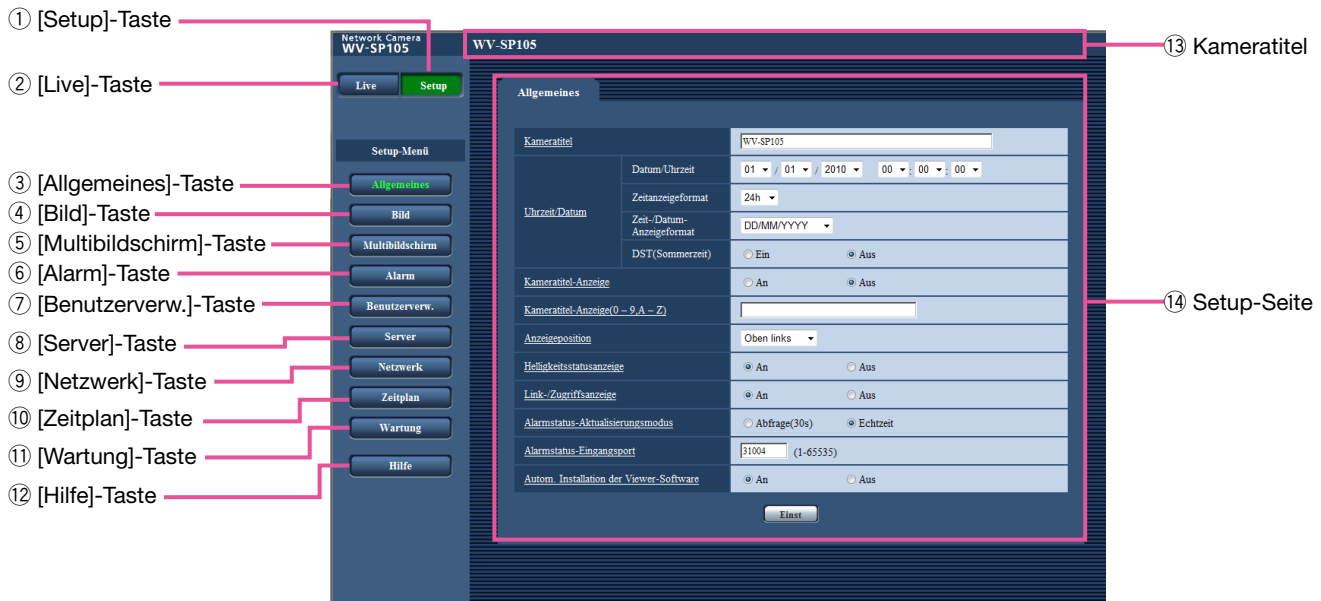 ① [Setup]-Taste
② [Live]-Taste
③ [Allgemeines]-Taste
④ [Bild]-Taste
⑤ [Multibildschirm]-Taste
⑥ [Alarm]-Taste
⑦ [Benutzerverw.]-Taste
⑧ [Server]-Taste
⑨ [Netzwerk]-Taste
⑩ [Zeitplan]-Taste
⑪ [Wartung]-Taste
⑫ [Hilfe]-Taste
Network Camera
WV-SP105
Live Setup
Setup-Menü
Allgemeines
Bild
Multibildschirm
Alarm
Benutzerverw.
Server
Netzwerk
Zeitplan
Wartung
Hilfe
WV-SP105
Allgemeines
Kameratitel WV-SP105
Uhrzeit/Datum
Datum/Uhrzeit 01 / 01 / 2010 00 : 00 : 00
Zeitanzeigeformat 24h
Zeit-/Datum-
Anzeigeformat DD/MM/YYYY
DST(Sommerzeit) Ein Aus
Kameratitel-Anzeige An Aus
Kameratitel-Anzeige(0 – 9,A – Z)
Anzeigeposition Oben links
Helligkeitsstatusanzeige An Aus
Link-/Zugriffsanzeige An Aus
Alarmstatus-Aktualisierungsmodus Abfrage(30s) Echtzeit
Alarmstatus-Eingangsport 31004 (1-65535)
Autom. Installation der Viewer-Software An Aus
Einst
⑬ Kameratitel
⑭ Setup-Seite